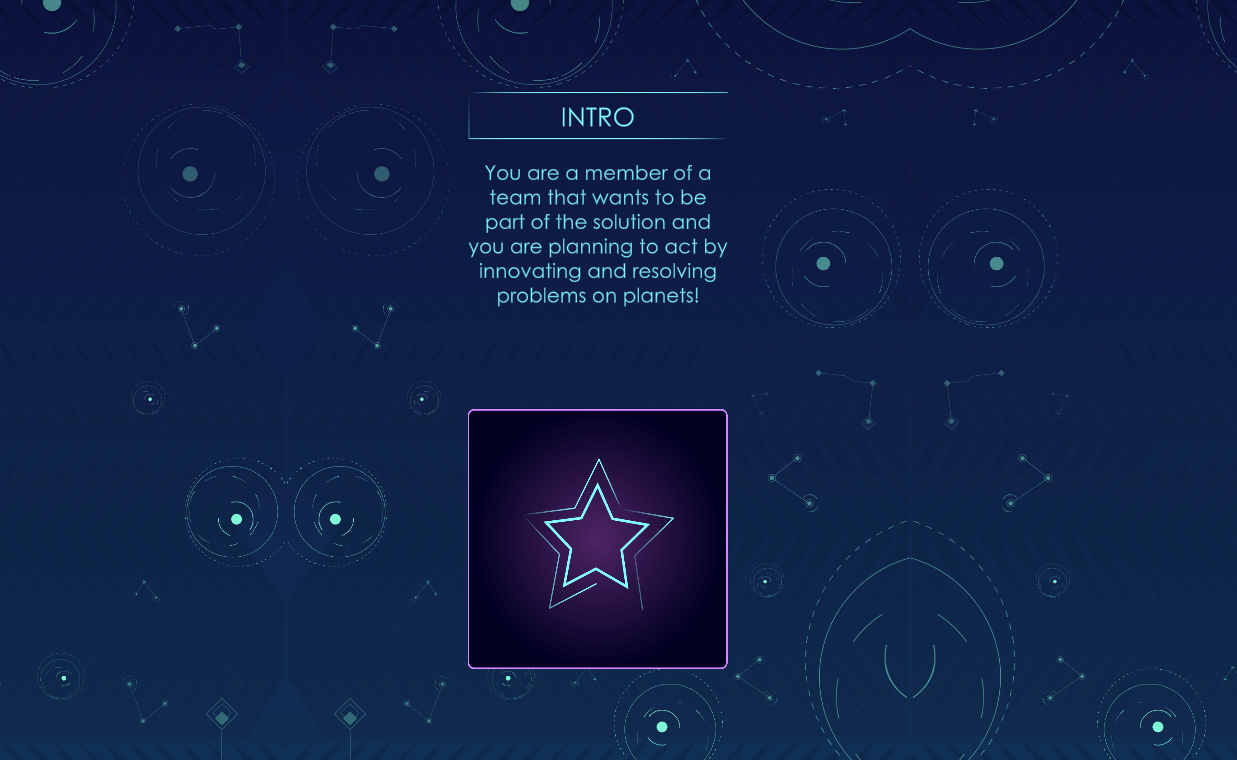 INTRO
You are a member of a
team that wants to be
part of the solution and
you are planning to act by
innovating and resolving
problems on planets!